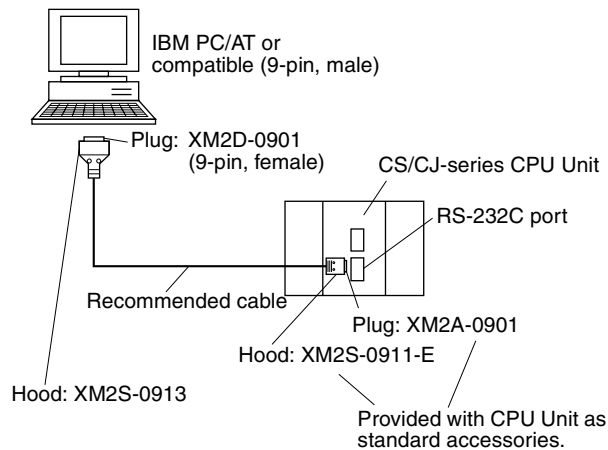 IBM PC/AT or
compatible (9-pin, male)
Plug: XM2D-0901
(9-pin, female)
CS/CJ-series CPU Unit
RS-232C port
Recommended cable
Plug: XM2A-0901
Hood: XM2S-0911-E
Hood: XM2S-0913
Provided with CPU Unit as
standard accessories.